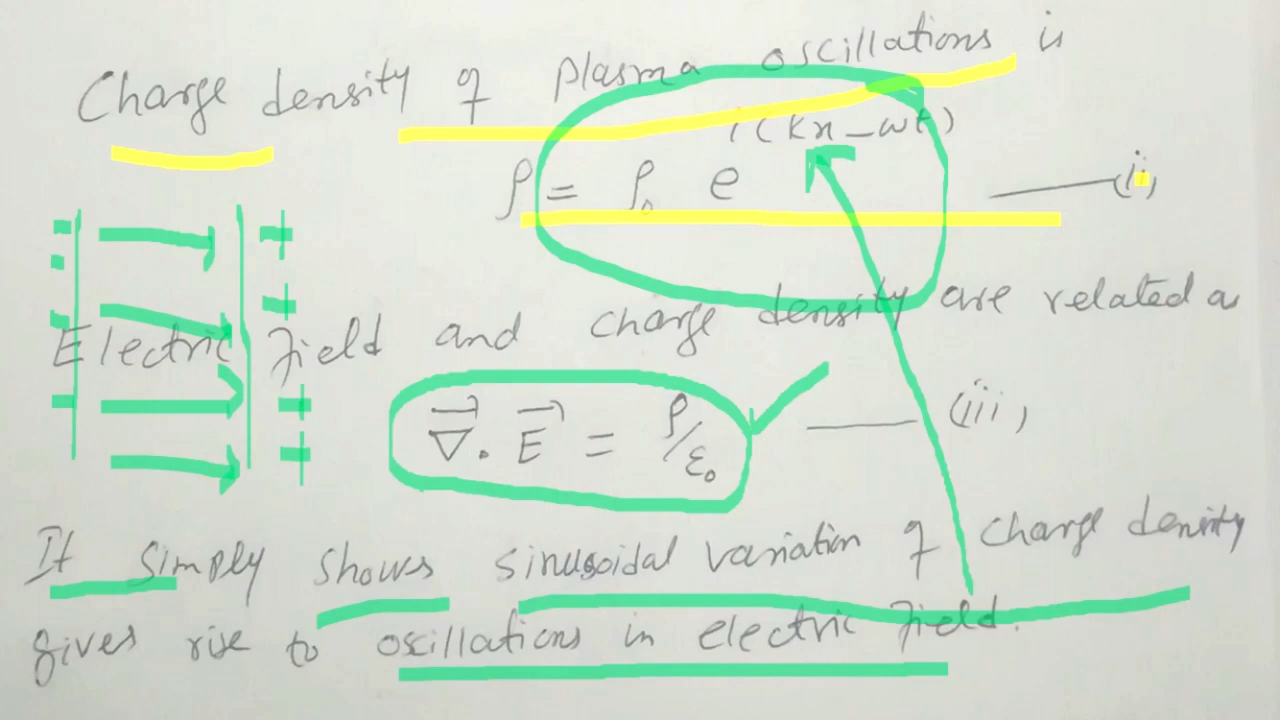 Charge density of plasma oscillations is
ρ = ρ₀ e^{i(kx-ωt)} —(i)
Electric field and charge density are related as
∇⃗ . E⃗ = ρ/ε₀ —(iii)
It simply shows sinusoidal variation of charge density
gives rise to oscillations in electric field.